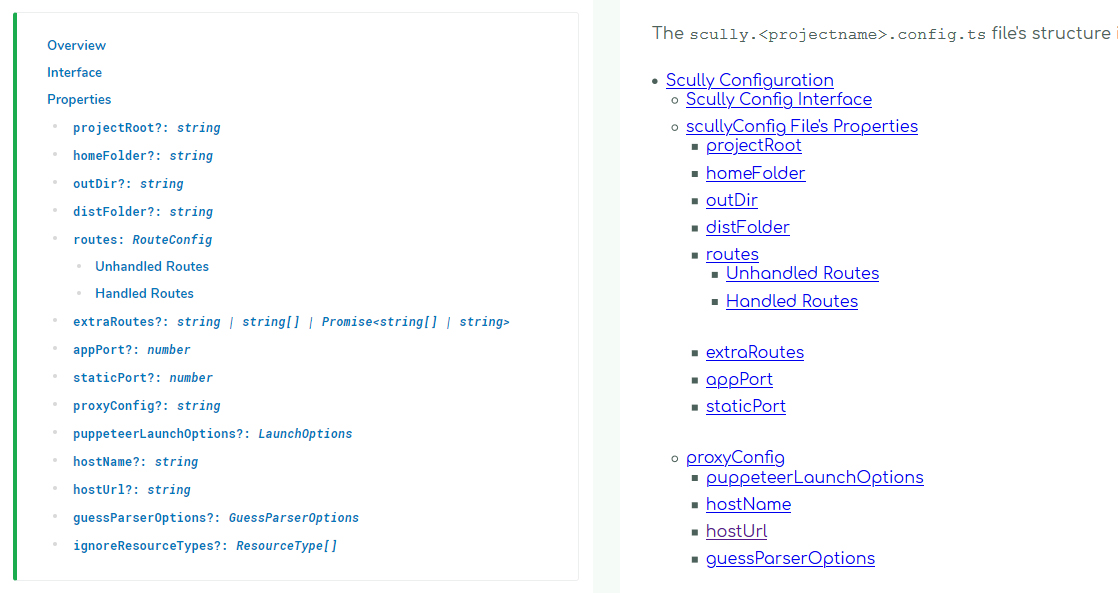 Overview
Interface
Properties
projectRoot?: string
homeFolder?: string
outDir?: string
distFolder?: string
routes: RouteConfig
Unhandled Routes
Handled Routes
extraRoutes?: string | string[] | Promise<string[] | string>
appPort?: number
staticPort?: number
proxyConfig?: string
puppeteerLaunchOptions?: LaunchOptions
hostName?: string
hostUrl?: string
guessParserOptions?: GuessParserOptions
ignoreResourceTypes?: ResourceType[]
The scully.<projectname>.config.ts file's structure i
Scully Configuration
Scully Config Interface
scullyConfig File's Properties
projectRoot
homeFolder
outDir
distFolder
routes
Unhandled Routes
Handled Routes
extraRoutes
appPort
staticPort
proxyConfig
puppeteerLaunchOptions
hostName
hostUrl
guessParserOptions